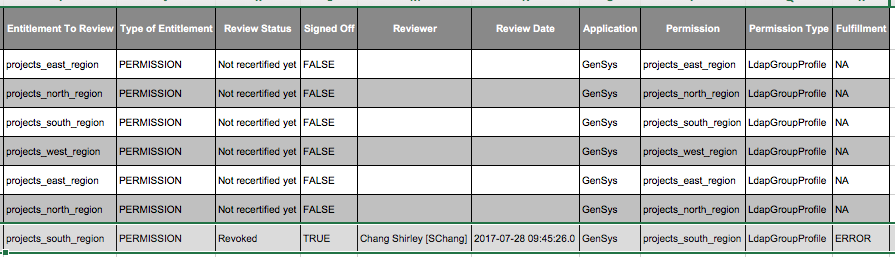 Entitlement To Review Type of Entitlement Review Status Signed Off Reviewer Review Date Application Permission Permission Type Fulfillment
projects_east_region PERMISSION Not recertified yet FALSE GenSys projects_east_region LdapGroupProfile NA
projects_north_region PERMISSION Not recertified yet FALSE GenSys projects_north_region LdapGroupProfile NA
projects_south_region PERMISSION Not recertified yet FALSE GenSys projects_south_region LdapGroupProfile NA
projects_west_region PERMISSION Not recertified yet FALSE GenSys projects_west_region LdapGroupProfile NA
projects_east_region PERMISSION Not recertified yet FALSE GenSys projects_east_region LdapGroupProfile NA
projects_north_region PERMISSION Not recertified yet FALSE GenSys projects_north_region LdapGroupProfile NA
projects_south_region PERMISSION Revoked TRUE Chang Shirley [SChang] 2017-07-28 09:45:26.0 GenSys projects_south_region LdapGroupProfile ERROR